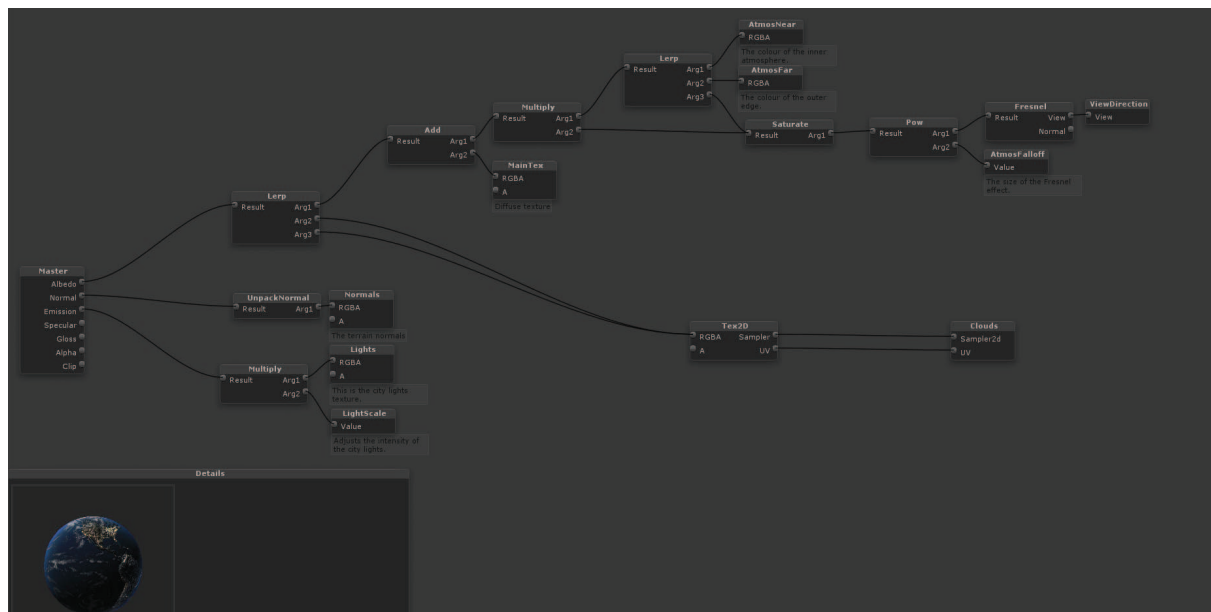 AtmosNear
RGBA
The colour of the inner
atmosphere.
Lerp
Result Arg1
Arg2
Arg3
AtmosFar
RGBA
The colour of the outer
edge.
Multiply
Result Arg1
Arg2
Saturate
Result Arg1
Pow
Result Arg1
Arg2
Fresnel
Result View
Normal
ViewDirection
View
AtmosFalloff
Value
The size of the Fresnel
effect.
Add
Result Arg1
Arg2
MainTex
RGBA
A
Diffuse texture
Lerp
Result Arg1
Arg2
Arg3
Master
Albedo
Normal
Emission
Specular
Gloss
Alpha
Clip
UnpackNormal
Result Arg1
Normals
RGBA
A
The terrain normals
Lights
RGBA
A
This is the city lights
texture.
Multiply
Result Arg1
Arg2
LightScale
Value
Adjusts the intensity of
the city lights.
Tex2D
RGBA Sampler
A UV
Clouds
Sampler2d
UV
Details